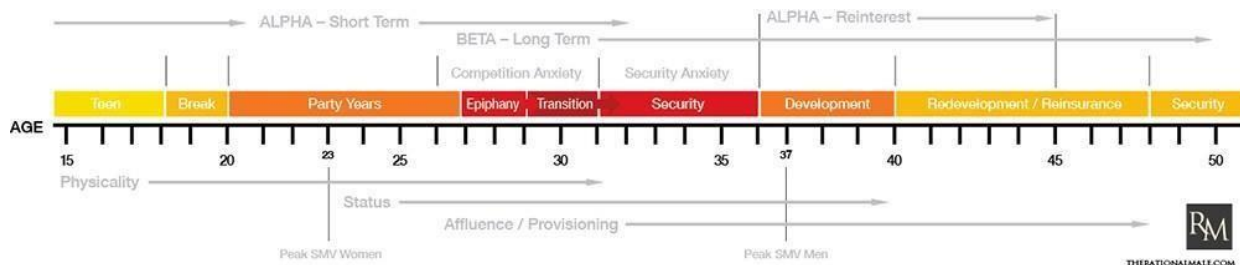 ALPHA – Short Term
ALPHA – Reinterest
BETA – Long Term
Competition Anxiety
Security Anxiety
Teen
Break
Party Years
Epiphany
Transition
Security
Development
Redevelopment / Reinsurance
Security
AGE
15
20
23
25
30
35
37
40
45
50
Physicality
Status
Affluence / Provisioning
Peak SMV Women
Peak SMV Men
RM
THERATIONALMALE.COM